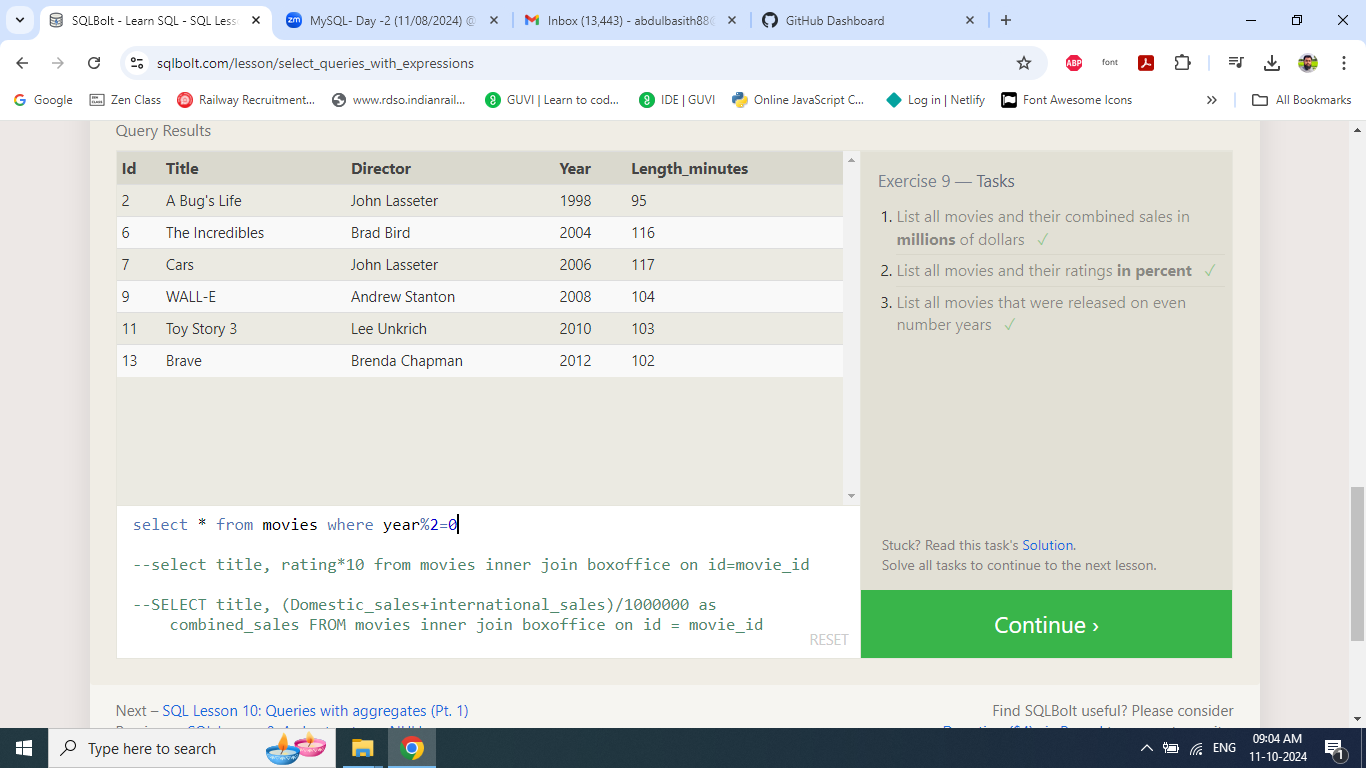 SQLBolt - Learn SQL - SQL Less
MySQL- Day -2 (11/08/2024) @
Inbox (13,443) - abdulbasith88
GitHub Dashboard
sqlbolt.com/lesson/select_queries_with_expressions
ABP
font
Google
Zen Class
Railway Recruitment...
www.rdso.indianrail...
GUVI | Learn to cod...
IDE | GUVI
Online JavaScript C...
Log in | Netlify
Font Awesome Icons
»
All Bookmarks
Query Results
Id Title Director Year Length_minutes
2 A Bug's Life John Lasseter 1998 95
6 The Incredibles Brad Bird 2004 116
7 Cars John Lasseter 2006 117
9 WALL-E Andrew Stanton 2008 104
11 Toy Story 3 Lee Unkrich 2010 103
13 Brave Brenda Chapman 2012 102
select * from movies where year%2=0
--select title, rating*10 from movies inner join boxoffice on id=movie_id
--SELECT title, (Domestic_sales+international_sales)/1000000 as
combined_sales FROM movies inner join boxoffice on id = movie_id
RESET
Exercise 9 — Tasks
1. List all movies and their combined sales in
millions of dollars ✓
2. List all movies and their ratings in percent ✓
3. List all movies that were released on even
number years ✓
Stuck? Read this task's Solution.
Solve all tasks to continue to the next lesson.
Continue ›
Next – SQL Lesson 10: Queries with aggregates (Pt. 1)
Find SQLBolt useful? Please consider
Type here to search
ENG
09:04 AM
11-10-2024
1